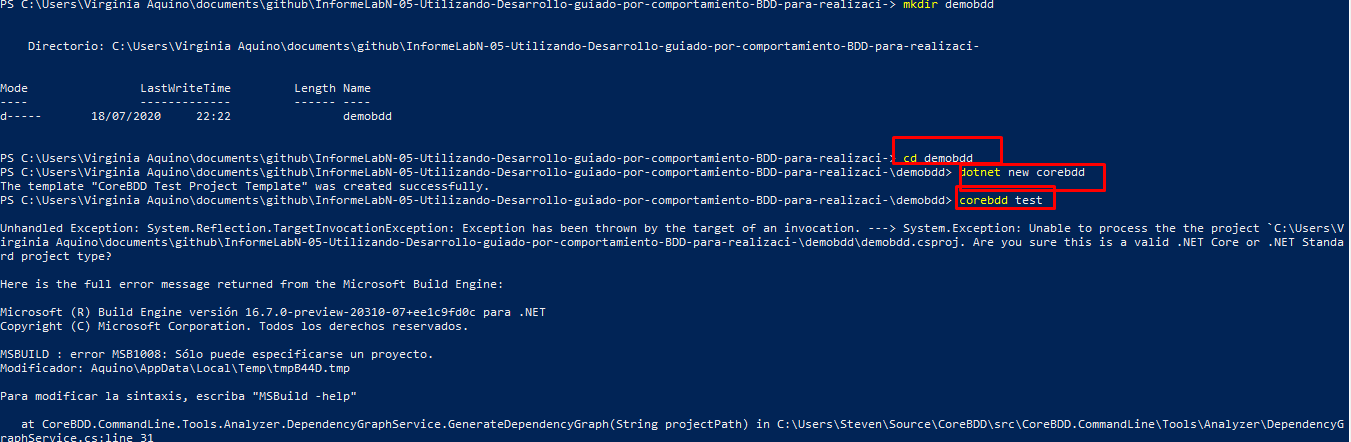 PS C:\Users\Virginia Aquino\documents\github\InformeLabN-05-Utilizando-Desarrollo-guiado-por-comportamiento-BDD-para-realizaci-> mkdir demobdd
Directorio: C:\Users\Virginia Aquino\documents\github\InformeLabN-05-Utilizando-Desarrollo-guiado-por-comportamiento-BDD-para-realizaci-
Mode LastWriteTime Length Name
---- ------------- ------ ----
d----- 18/07/2020 22:22 demobdd
PS C:\Users\Virginia Aquino\documents\github\InformeLabN-05-Utilizando-Desarrollo-guiado-por-comportamiento-BDD-para-realizaci-> cd demobdd
PS C:\Users\Virginia Aquino\documents\github\InformeLabN-05-Utilizando-Desarrollo-guiado-por-comportamiento-BDD-para-realizaci-\demobdd> dotnet new corebdd
The template "CoreBDD Test Project Template" was created successfully.
PS C:\Users\Virginia Aquino\documents\github\InformeLabN-05-Utilizando-Desarrollo-guiado-por-comportamiento-BDD-para-realizaci-\demobdd> corebdd test
Unhandled Exception: System.Reflection.TargetInvocationException: Exception has been thrown by the target of an invocation. ---> System.Exception: Unable to process the the project `C:\Users\V
irginia Aquino\documents\github\InformeLabN-05-Utilizando-Desarrollo-guiado-por-comportamiento-BDD-para-realizaci-\demobdd\demobdd.csproj. Are you sure this is a valid .NET Core or .NET Standa
rd project type?
Here is the full error message returned from the Microsoft Build Engine:
Microsoft (R) Build Engine versión 16.7.0-preview-20310-07+ee1c9fd0c para .NET
Copyright (C) Microsoft Corporation. Todos los derechos reservados.
MSBUILD : error MSB1008: Sólo puede especificarse un proyecto.
Modificador: Aquino\AppData\Local\Temp\tmpB44D.tmp
Para modificar la sintaxis, escriba "MSBuild -help"
at CoreBDD.CommandLine.Tools.Analyzer.DependencyGraphService.GenerateDependencyGraph(String projectPath) in C:\Users\Steven\Source\CoreBDD\src\CoreBDD.CommandLine\Tools\Analyzer\DependencyG
raphService.cs:line 31